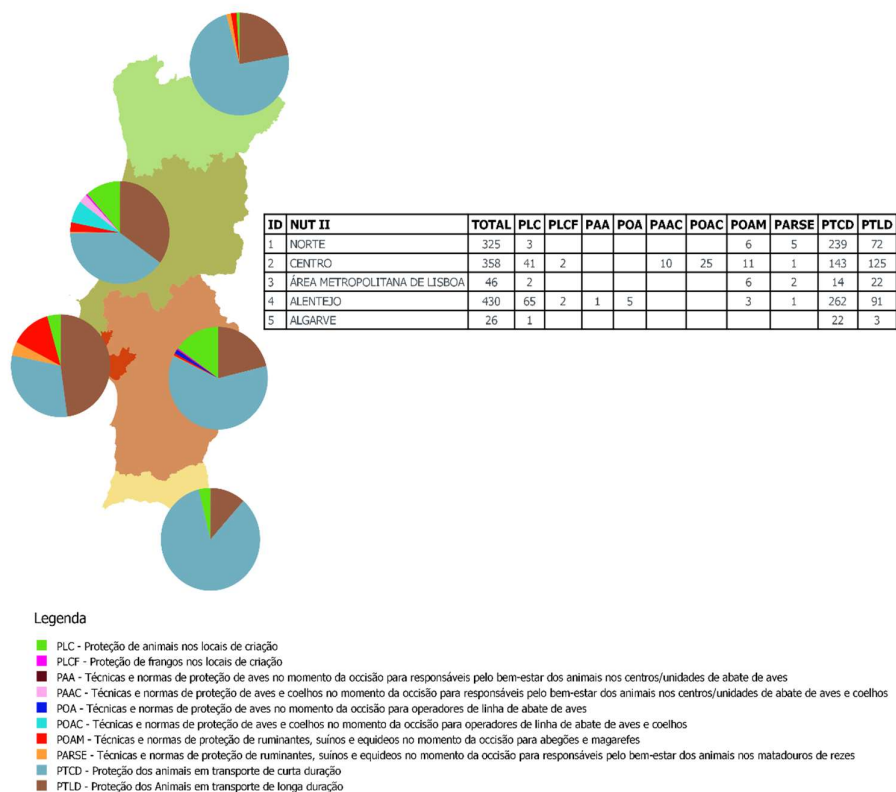 ID NUT II TOTAL PLC PLCF PAA POA PAAC POAC POAM PARSE PTCD PTLD
1 NORTE 325 3 6 5 239 72
2 CENTRO 358 41 2 10 25 11 1 143 125
3 ÁREA METROPOLITANA DE LISBOA 46 2 6 2 14 22
4 ALENTEJO 430 65 2 1 5 3 1 262 91
5 ALGARVE 26 1 22 3
Legenda
PLC - Proteção de animais nos locais de criação
PLCF - Proteção de frangos nos locais de criação
PAA - Técnicas e normas de proteção de aves no momento da occisão para responsáveis pelo bem-estar dos animais nos centros/unidades de abate de aves
PAAC - Técnicas e normas de proteção de aves e coelhos no momento da occisão para responsáveis pelo bem-estar dos animais nos centros/unidades de abate de aves e coelhos
POA - Técnicas e normas de proteção de aves no momento da occisão para operadores de linha de abate de aves
POAC - Técnicas e normas de proteção de aves e coelhos no momento da occisão para operadores de linha de abate de aves e coelhos
POAM - Técnicas e normas de proteção de ruminantes, suínos e equideos no momento da occisão para abegões e magarefes
PARSE - Técnicas e normas de proteção de ruminantes, suínos e equideos no momento da occisão para responsáveis pelo bem-estar dos animais nos matadouros de rezes
PTCD - Proteção dos animais em transporte de curta duração
PTLD - Proteção dos Animais em transporte de longa duração